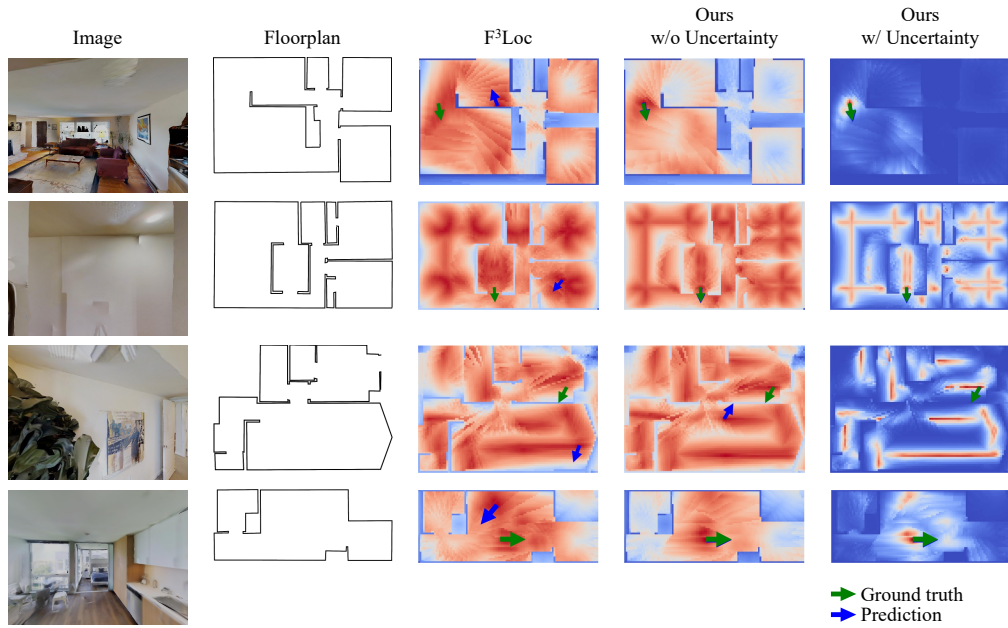 Image
Floorplan
F³Loc
Ours
w/o Uncertainty
Ours
w/ Uncertainty
Ground truth
Prediction